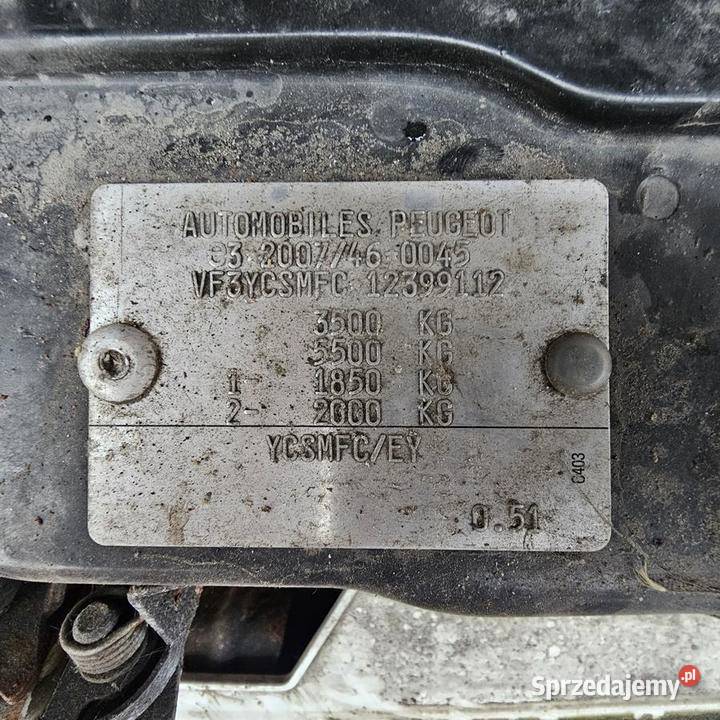 AUTOMOBILES PEUGEOT
e3 2007/46 0045
VF3YCSMFC 12399112
3500 KG
5500 KG
1- 1850 KG
2- 2000 KG
YCSMFC/EY
C403
0.51
Sprzedajemy.pl